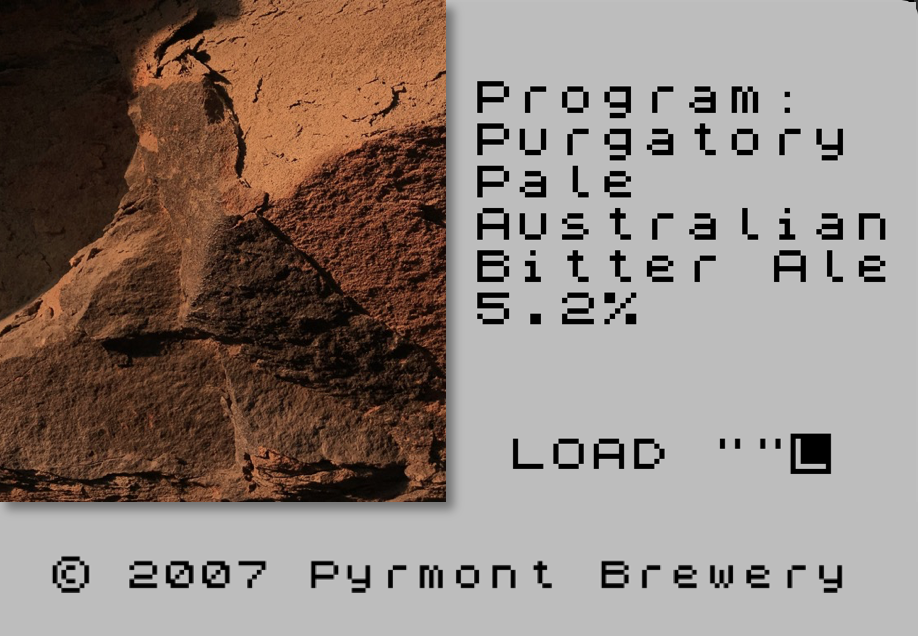 Program:
Purgatory
Pale
Australian
Bitter Ale
5.2%
LOAD ""L
© 2007 Pyrmont Brewery